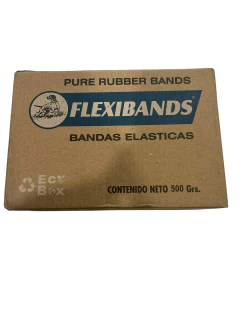 PURE RUBBER BANDS
FLEXIBANDS®
BANDAS ELASTICAS
Eco
Box
CONTENIDO NETO 500 Grs.